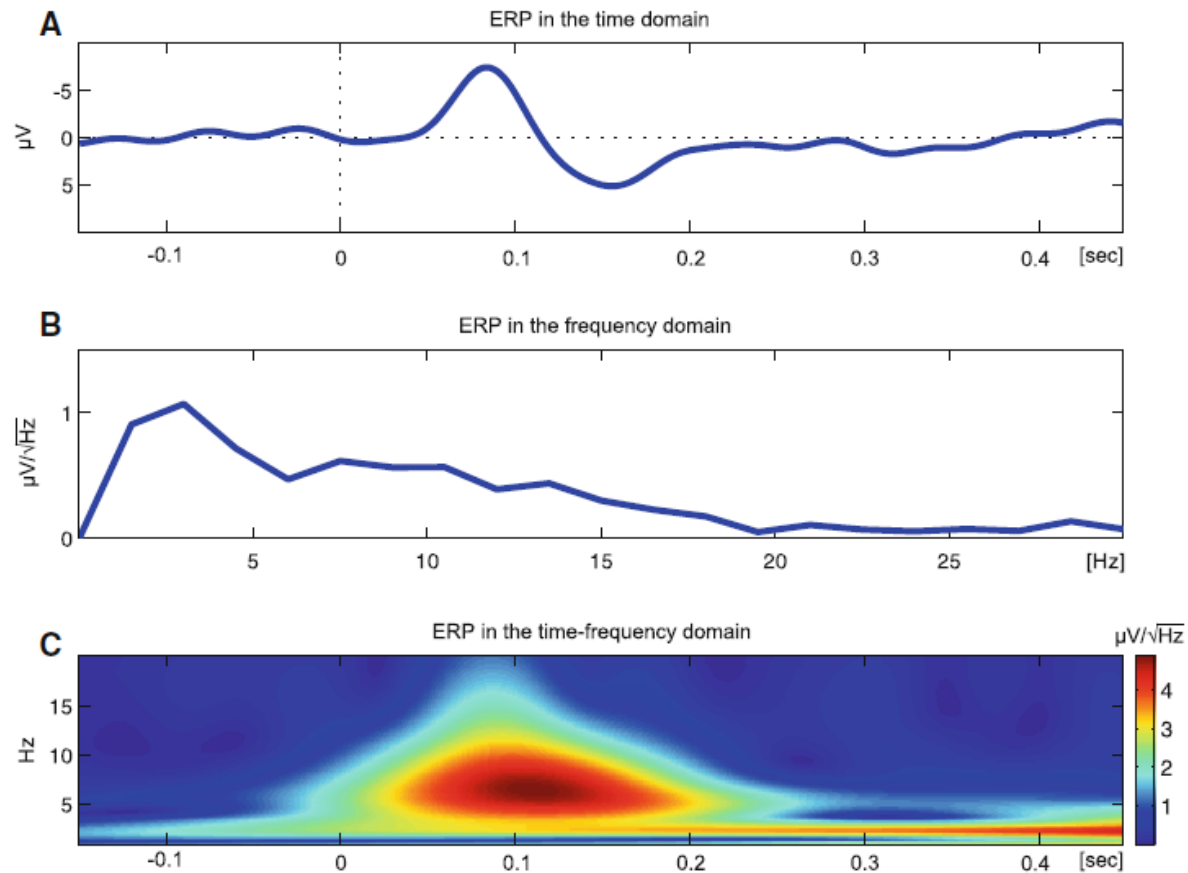 A
ERP in the time domain
-5
0
5
µV
-0.1
0
0.1
0.2
0.3
0.4
[sec]
B
ERP in the frequency domain
1
0
µV/√Hz
5
10
15
20
25
[Hz]
C
ERP in the time-frequency domain
µV/√Hz
15
10
5
Hz
4
3
2
1
-0.1
0
0.1
0.2
0.3
0.4
[sec]